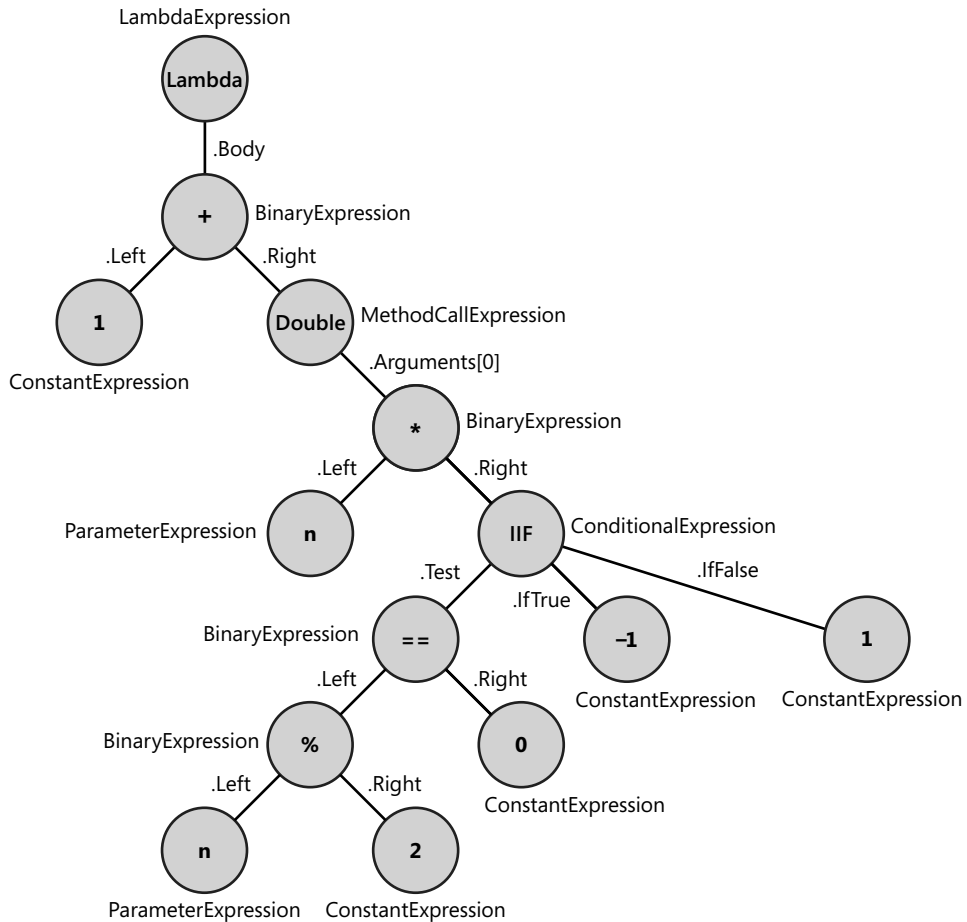 LambdaExpression
Lambda
.Body
+
BinaryExpression
.Left
.Right
1
Double
MethodCallExpression
ConstantExpression
.Arguments[0]
*
BinaryExpression
.Left
.Right
ParameterExpression
n
IIF
ConditionalExpression
.Test
.IfTrue
.IfFalse
BinaryExpression
==
−1
1
.Left
.Right
ConstantExpression
ConstantExpression
BinaryExpression
%
0
.Left
.Right
ConstantExpression
n
2
ParameterExpression
ConstantExpression